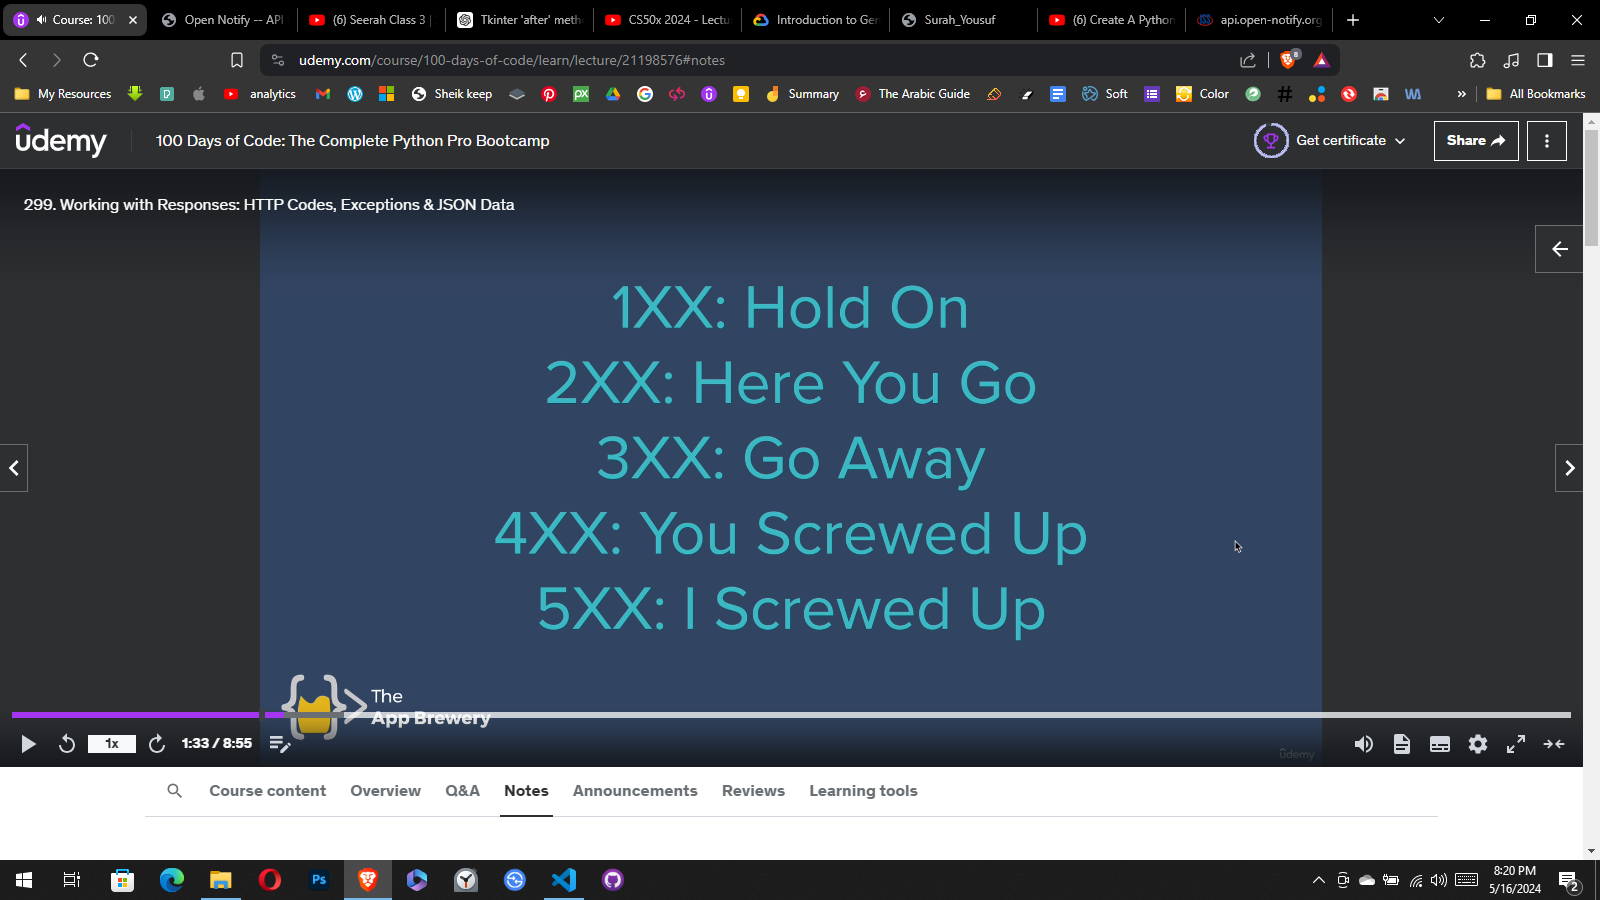 Course: 100
Open Notify -- API
(6) Seerah Class 3
Tkinter 'after' meth
CS50x 2024 - Lectu
Introduction to Gen
Surah_Yousuf
(6) Create A Python
api.open-notify.org
udemy.com/course/100-days-of-code/learn/lecture/21198576#notes
8
My Resources
analytics
Sheik keep
Summary
The Arabic Guide
Soft
Color
All Bookmarks
udemy
100 Days of Code: The Complete Python Pro Bootcamp
Get certificate
Share
299. Working with Responses: HTTP Codes, Exceptions & JSON Data
1XX: Hold On
2XX: Here You Go
3XX: Go Away
4XX: You Screwed Up
5XX: I Screwed Up
The
App Brewery
1x
1:33 / 8:55
udemy
Course content
Overview
Q&A
Notes
Announcements
Reviews
Learning tools
Ps
8:20 PM
5/16/2024
2